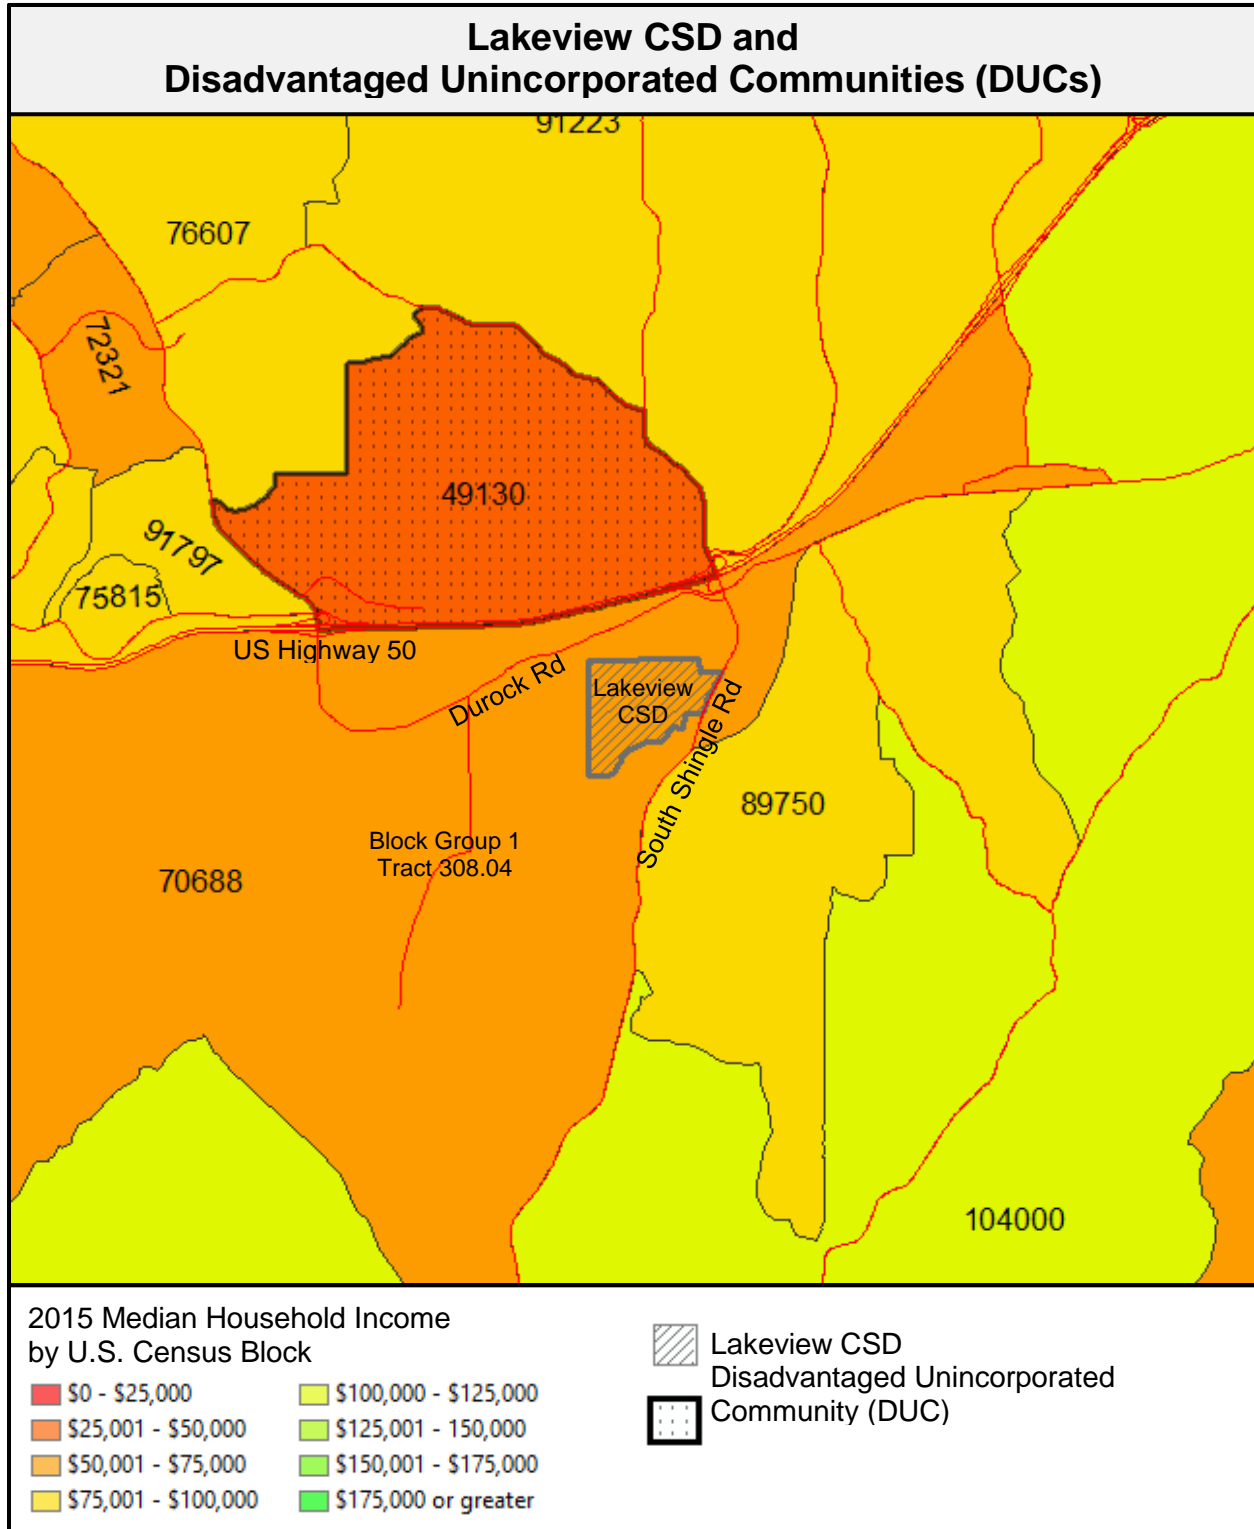 Lakeview CSD and
Disadvantaged Unincorporated Communities (DUCs)
91223
76607
72321
49130
91797
75815
US Highway 50
Durock Rd
Lakeview
CSD
South Shingle Rd
89750
Block Group 1
Tract 308.04
70688
104000
2015 Median Household Income
by U.S. Census Block
$0 - $25,000
$25,001 - $50,000
$50,001 - $75,000
$75,001 - $100,000
$100,000 - $125,000
$125,001 - 150,000
$150,001 - $175,000
$175,000 or greater
Lakeview CSD
Disadvantaged Unincorporated
Community (DUC)